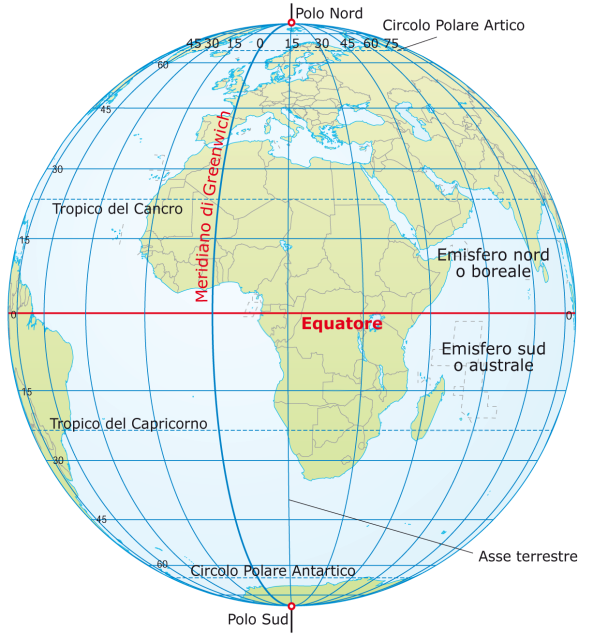 Polo Nord
Circolo Polare Artico
45 30 15 0 15 30 45 60 75
60
45
30
Tropico del Cancro
Meridiano di Greenwich
15
Emisfero nord
o boreale
0
0
Equatore
Emisfero sud
o australe
15
Tropico del Capricorno
30
45
Asse terrestre
60
Circolo Polare Antartico
Polo Sud